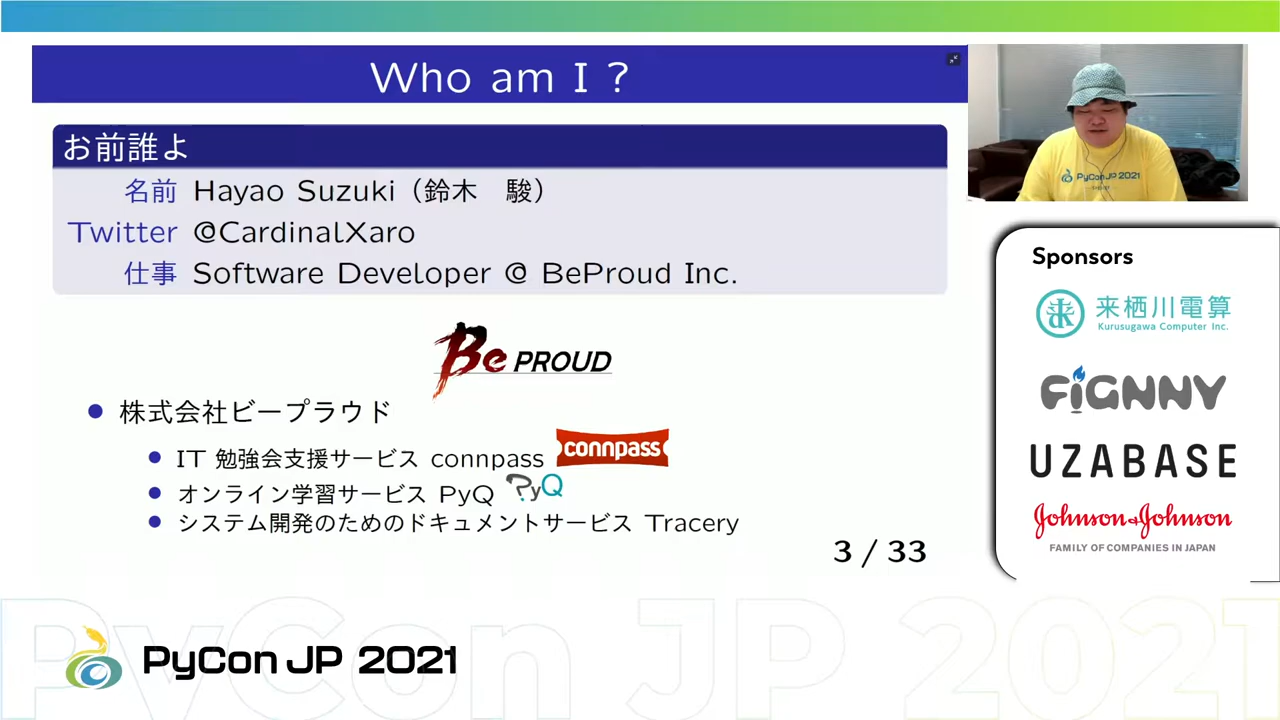 Who am I ?
お前誰よ
名前 Hayao Suzuki（鈴木　駿）
Twitter @CardinalXaro
仕事 Software Developer @ BeProud Inc.
Be PROUD
株式会社ビープラウド
IT 勉強会支援サービス connpass connpass
オンライン学習サービス PyQ PyQ
システム開発のためのドキュメントサービス Tracery
3 / 33
PyCon JP 2021
Sponsors
来栖川電算
Kurusugawa Computer Inc.
FiGNNY
UZABASE
Johnson & Johnson
FAMILY OF COMPANIES IN JAPAN
PyCon JP 2021
PyCon JP 2021